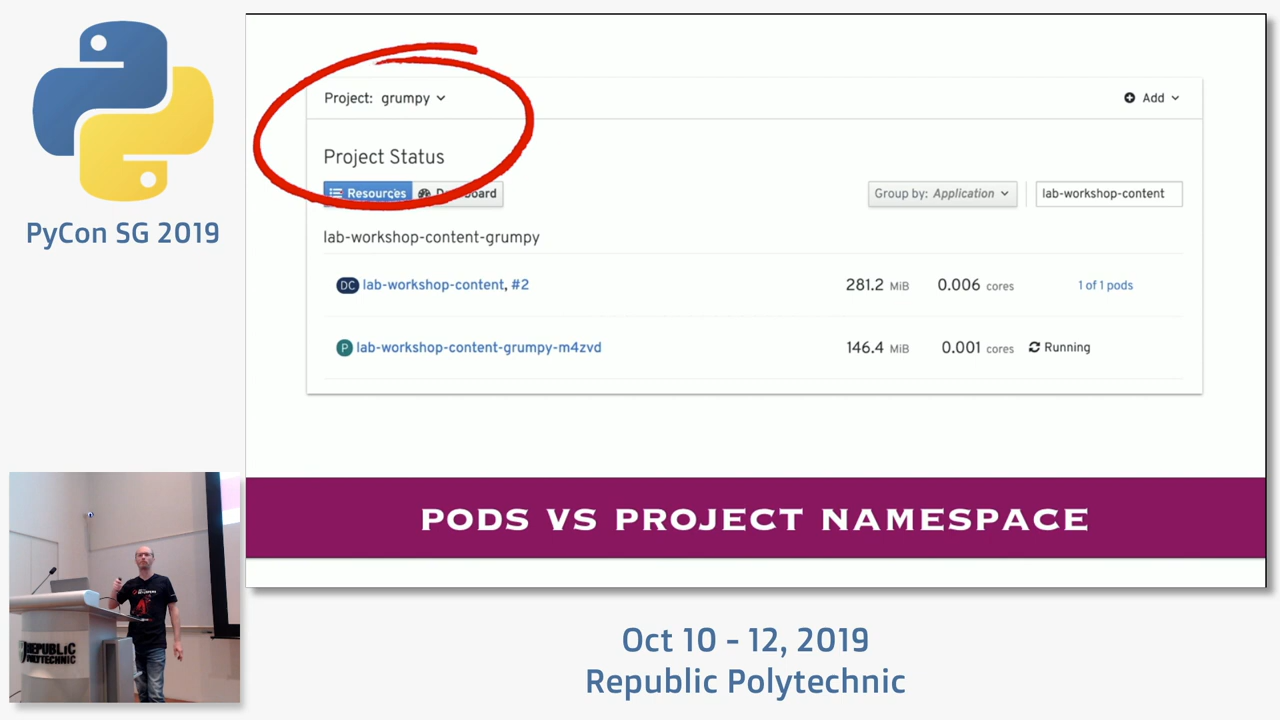 PyCon SG 2019
Project: grumpy
Add
Project Status
Resources
Group by: Application
lab-workshop-content
lab-workshop-content-grumpy
DC lab-workshop-content, #2
281.2 MiB
0.006 cores
1 of 1 pods
P lab-workshop-content-grumpy-m4zvd
146.4 MiB
0.001 cores
Running
PODS VS PROJECT NAMESPACE
REPUBLIC
POLYTECHNIC
Oct 10 - 12, 2019
Republic Polytechnic